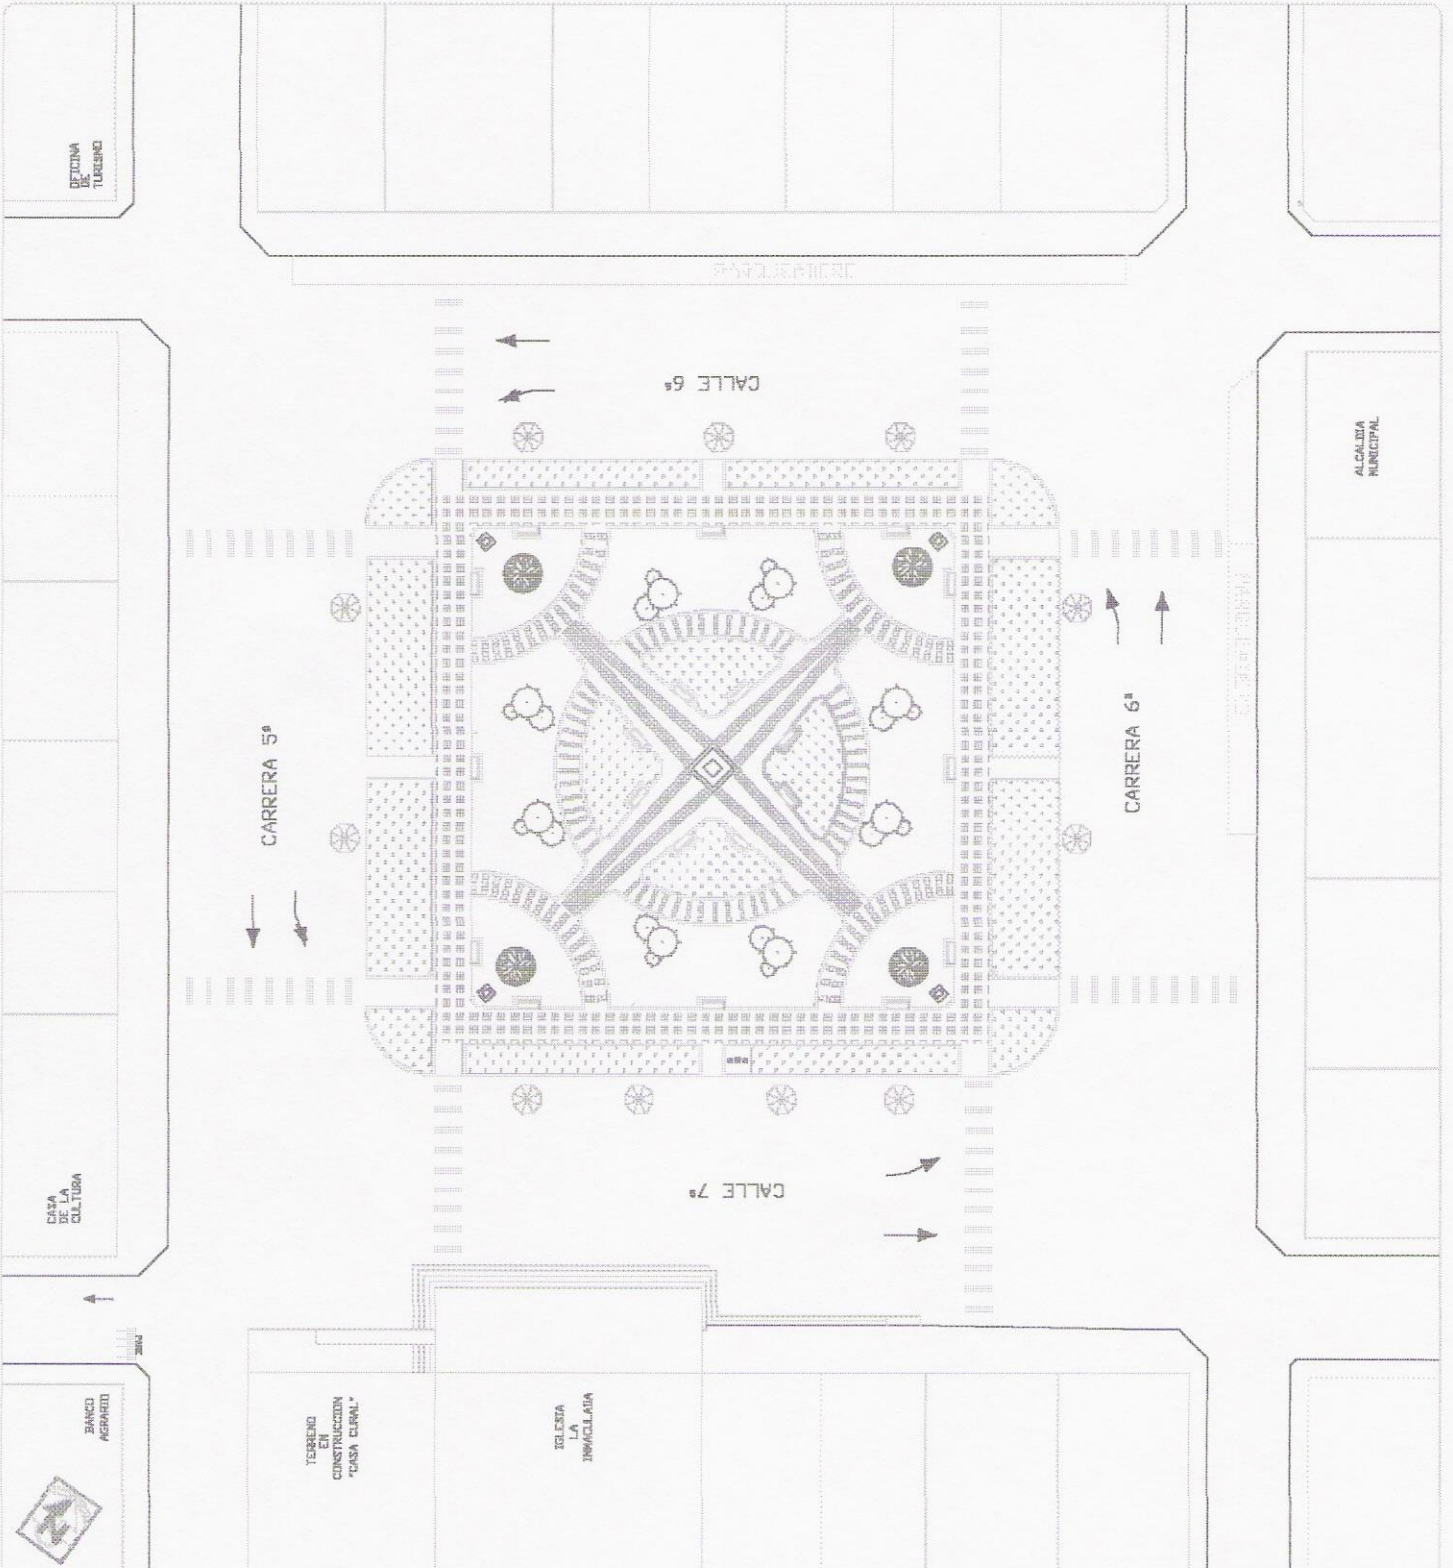 OFICINA
DE
TURISMO
CALLE 6ª
ALCALDIA
MUNICIPAL
CARRERA 5ª
CARRERA 6ª
CALLE 7ª
CASA
DE LA
CULTURA
BANCO
AGRARIO
TERRENO
EN
CONSTRUCCION
"CASA CURAL"
IGLESIA
LA
INMACULADA
N